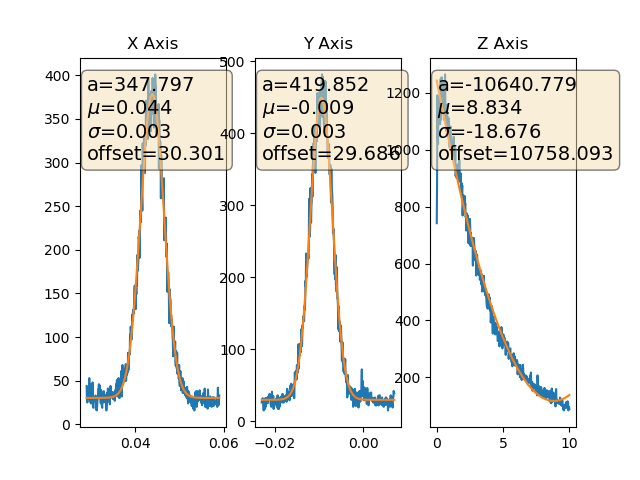 X Axis
a=347.797
μ=0.044
σ=0.003
offset=30.301
400
350
300
250
200
150
100
50
0
0.04
0.06
Y Axis
a=419.852
μ=-0.009
σ=0.003
offset=29.686
500
400
300
200
100
0
−0.02
0.00
Z Axis
a=-10640.779
μ=8.834
σ=-18.676
offset=10758.093
1200
1000
800
600
400
200
0
5
10